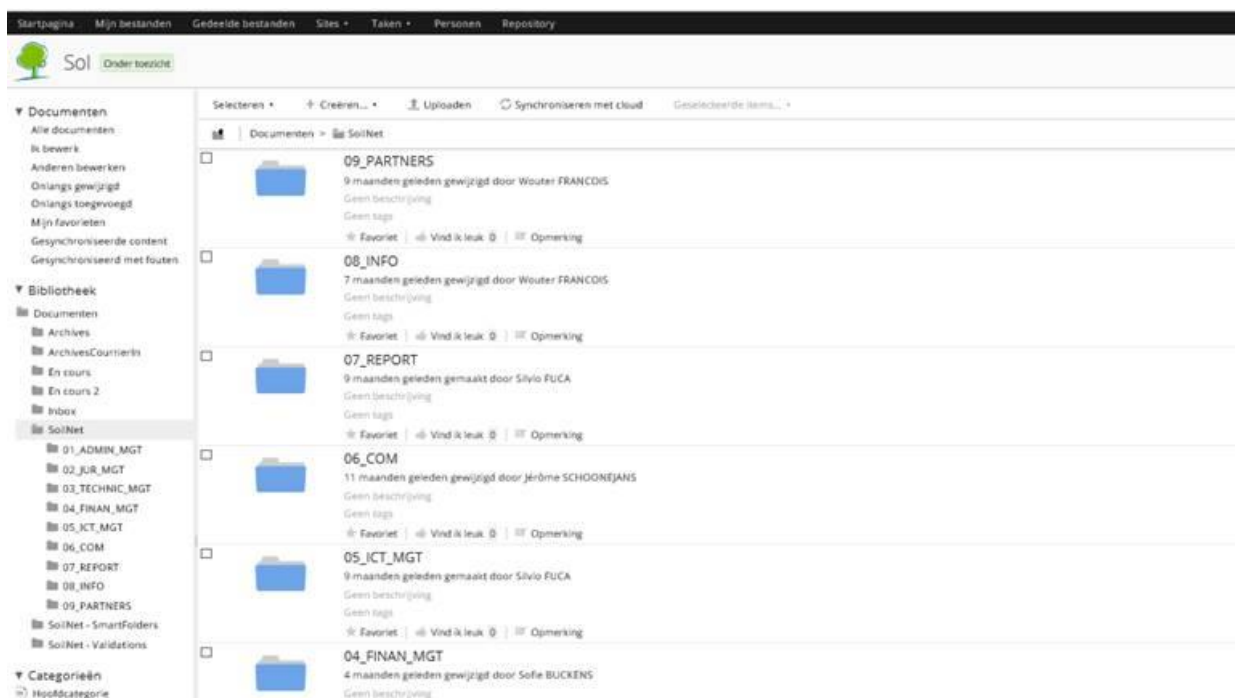 Startpagina Mijn bestanden Gedeelde bestanden Sites Taken Personen Repository
Sol Onder toezicht
Documenten
Alle documenten
Ik bewerk
Anderen bewerken
Onlangs gewijzigd
Onlangs toegevoegd
Mijn favorieten
Gesynchroniseerde content
Gesynchroniseerd met fouten
Bibliotheek
Documenten
Archives
ArchivesCourrierIn
En cours
En cours 2
Inbox
SolNet
01_ADMIN_MGT
02_JUR_MGT
03_TECHNIC_MGT
04_FINAN_MGT
05_ICT_MGT
06_COM
07_REPORT
08_INFO
09_PARTNERS
SolNet - SmartFolders
SolNet - Validations
Categorieën
Hoofdcategorie
Selecteren + Creëren... Uploaden Synchroniseren met cloud Geselecteerde items...
Documenten > SolNet
09_PARTNERS
9 maanden geleden gewijzigd door Wouter FRANCOIS
Geen beschrijving
Geen tags
Favoriet | Vind ik leuk 0 | Opmerking
08_INFO
7 maanden geleden gewijzigd door Wouter FRANCOIS
Geen beschrijving
Geen tags
Favoriet | Vind ik leuk 0 | Opmerking
07_REPORT
9 maanden geleden gemaakt door Silvio FUCA
Geen beschrijving
Geen tags
Favoriet | Vind ik leuk 0 | Opmerking
06_COM
11 maanden geleden gewijzigd door Jérôme SCHOONEJANS
Geen beschrijving
Geen tags
Favoriet | Vind ik leuk 0 | Opmerking
05_ICT_MGT
9 maanden geleden gemaakt door Silvio FUCA
Geen beschrijving
Geen tags
Favoriet | Vind ik leuk 0 | Opmerking
04_FINAN_MGT
4 maanden geleden gewijzigd door Sofie BUCKENS
Geen beschrijving